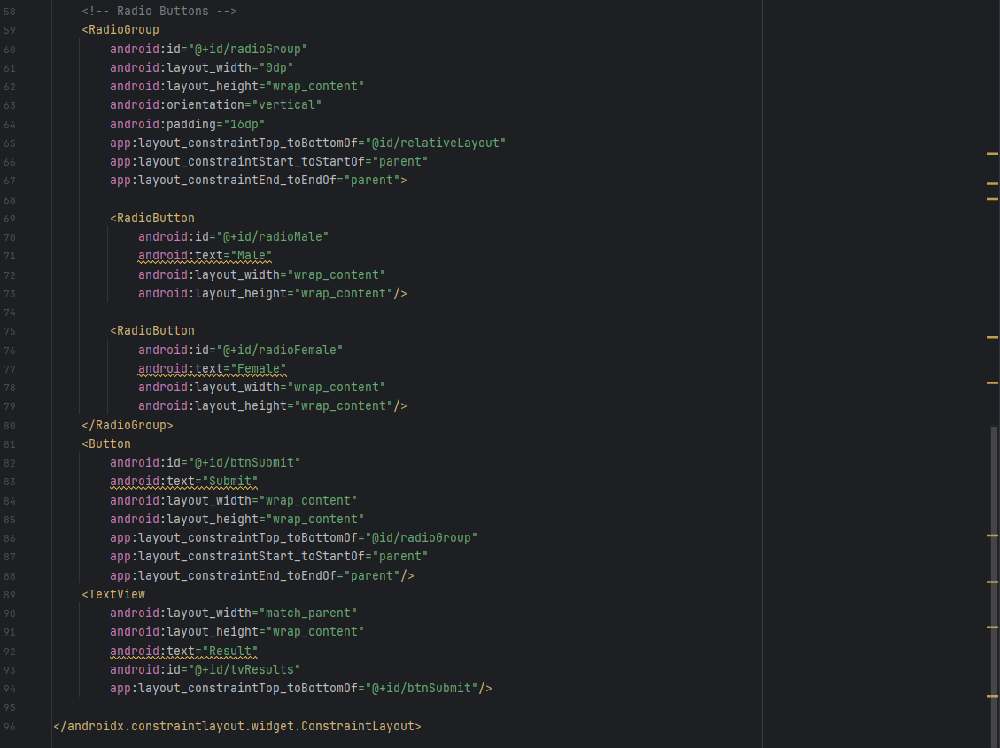 58 <!-- Radio Buttons -->
59 <RadioGroup
60 android:id="@+id/radioGroup"
61 android:layout_width="0dp"
62 android:layout_height="wrap_content"
63 android:orientation="vertical"
64 android:padding="16dp"
65 app:layout_constraintTop_toBottomOf="@id/relativeLayout"
66 app:layout_constraintStart_toStartOf="parent"
67 app:layout_constraintEnd_toEndOf="parent">
68
69 <RadioButton
70 android:id="@+id/radioMale"
71 android:text="Male"
72 android:layout_width="wrap_content"
73 android:layout_height="wrap_content"/>
74
75 <RadioButton
76 android:id="@+id/radioFemale"
77 android:text="Female"
78 android:layout_width="wrap_content"
79 android:layout_height="wrap_content"/>
80 </RadioGroup>
81 <Button
82 android:id="@+id/btnSubmit"
83 android:text="Submit"
84 android:layout_width="wrap_content"
85 android:layout_height="wrap_content"
86 app:layout_constraintTop_toBottomOf="@id/radioGroup"
87 app:layout_constraintStart_toStartOf="parent"
88 app:layout_constraintEnd_toEndOf="parent"/>
89 <TextView
90 android:layout_width="match_parent"
91 android:layout_height="wrap_content"
92 android:text="Result"
93 android:id="@+id/tvResults"
94 app:layout_constraintTop_toBottomOf="@+id/btnSubmit"/>
95
96 </androidx.constraintlayout.widget.ConstraintLayout>